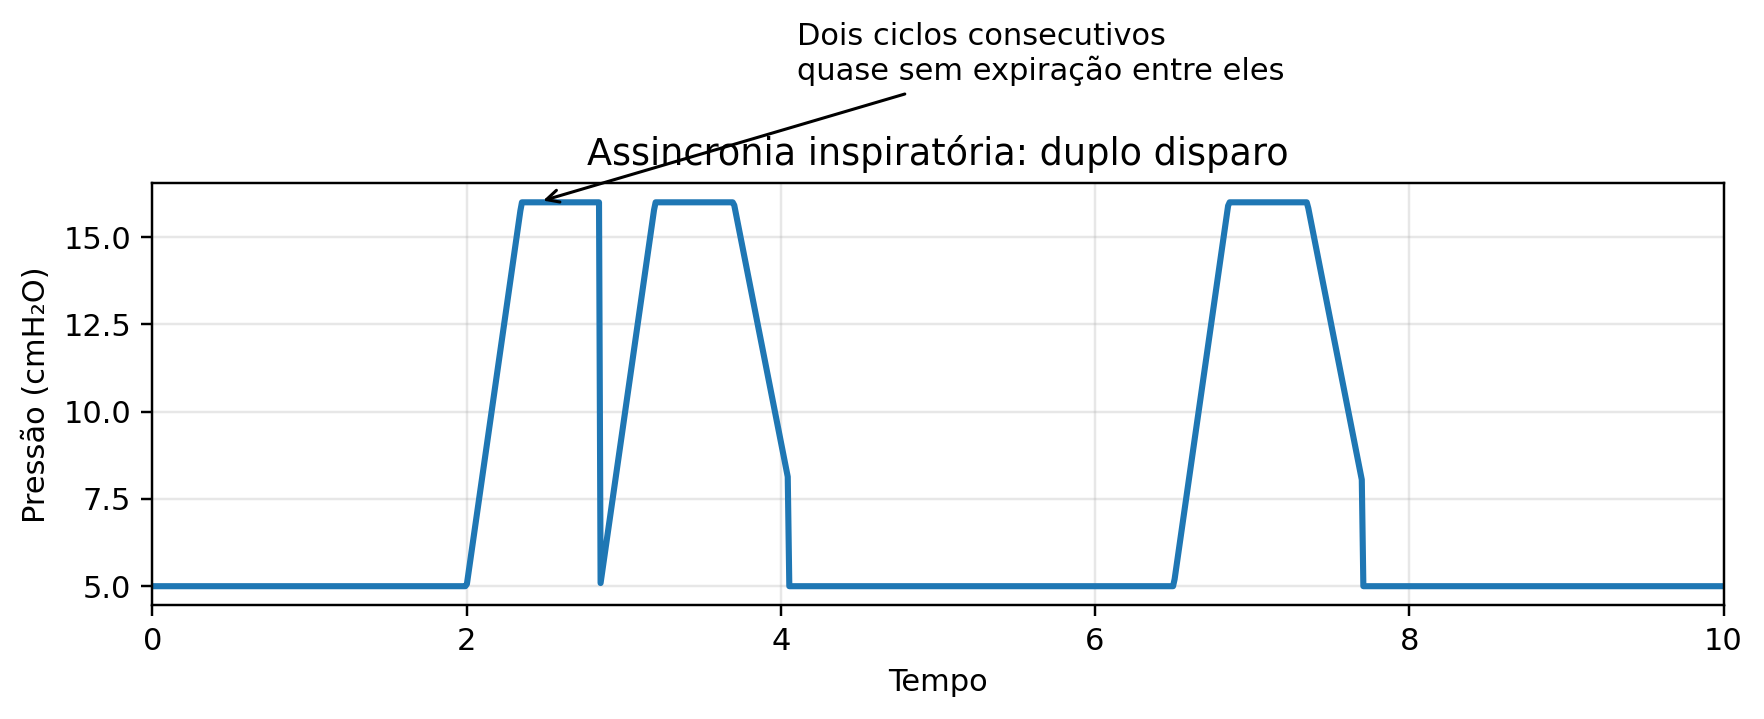 Dois ciclos consecutivos
quase sem expiração entre eles
Assincronia inspiratória: duplo disparo
Pressão (cmH₂O)
15.0
12.5
10.0
7.5
5.0
0
2
4
6
8
10
Tempo